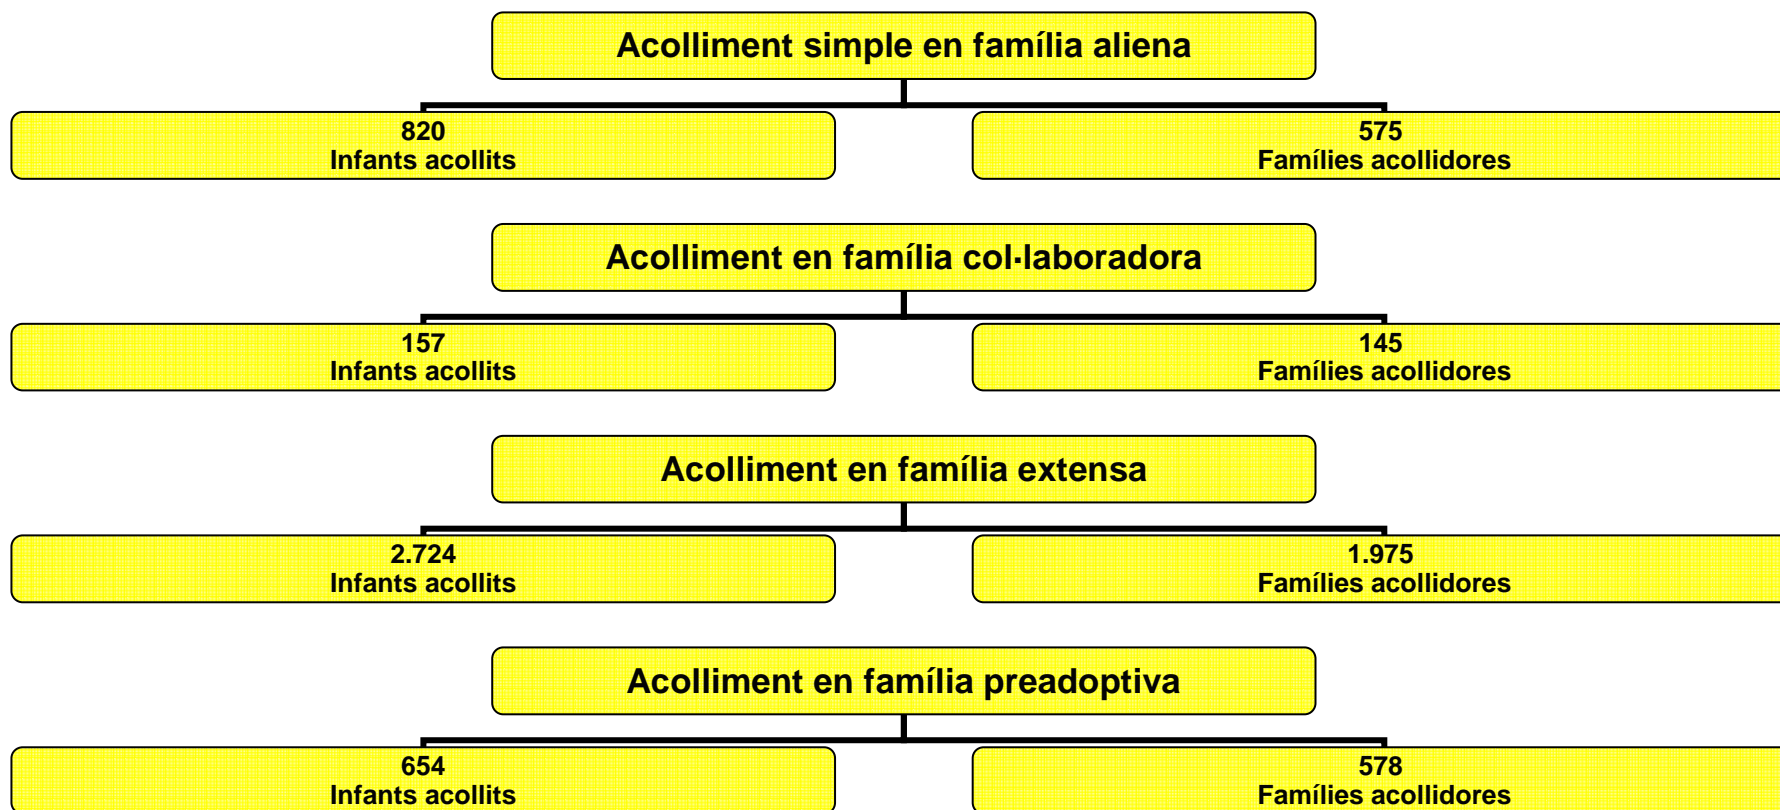 Acolliment simple en família aliena
820
Infants acollits
575
Famílies acollidores
Acolliment en família col·laboradora
157
Infants acollits
145
Famílies acollidores
Acolliment en família extensa
2.724
Infants acollits
1.975
Famílies acollidores
Acolliment en família preadoptiva
654
Infants acollits
578
Famílies acollidores